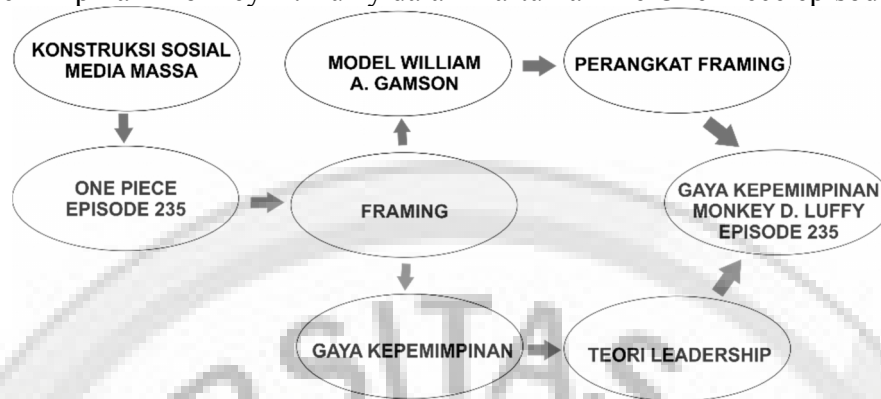 KONSTRUKSI SOSIAL
MEDIA MASSA
MODEL WILLIAM
A. GAMSON
PERANGKAT FRAMING
ONE PIECE
EPISODE 235
FRAMING
GAYA KEPEMIMPINAN
MONKEY D. LUFFY
EPISODE 235
GAYA KEPEMIMPINAN
TEORI LEADERSHIP